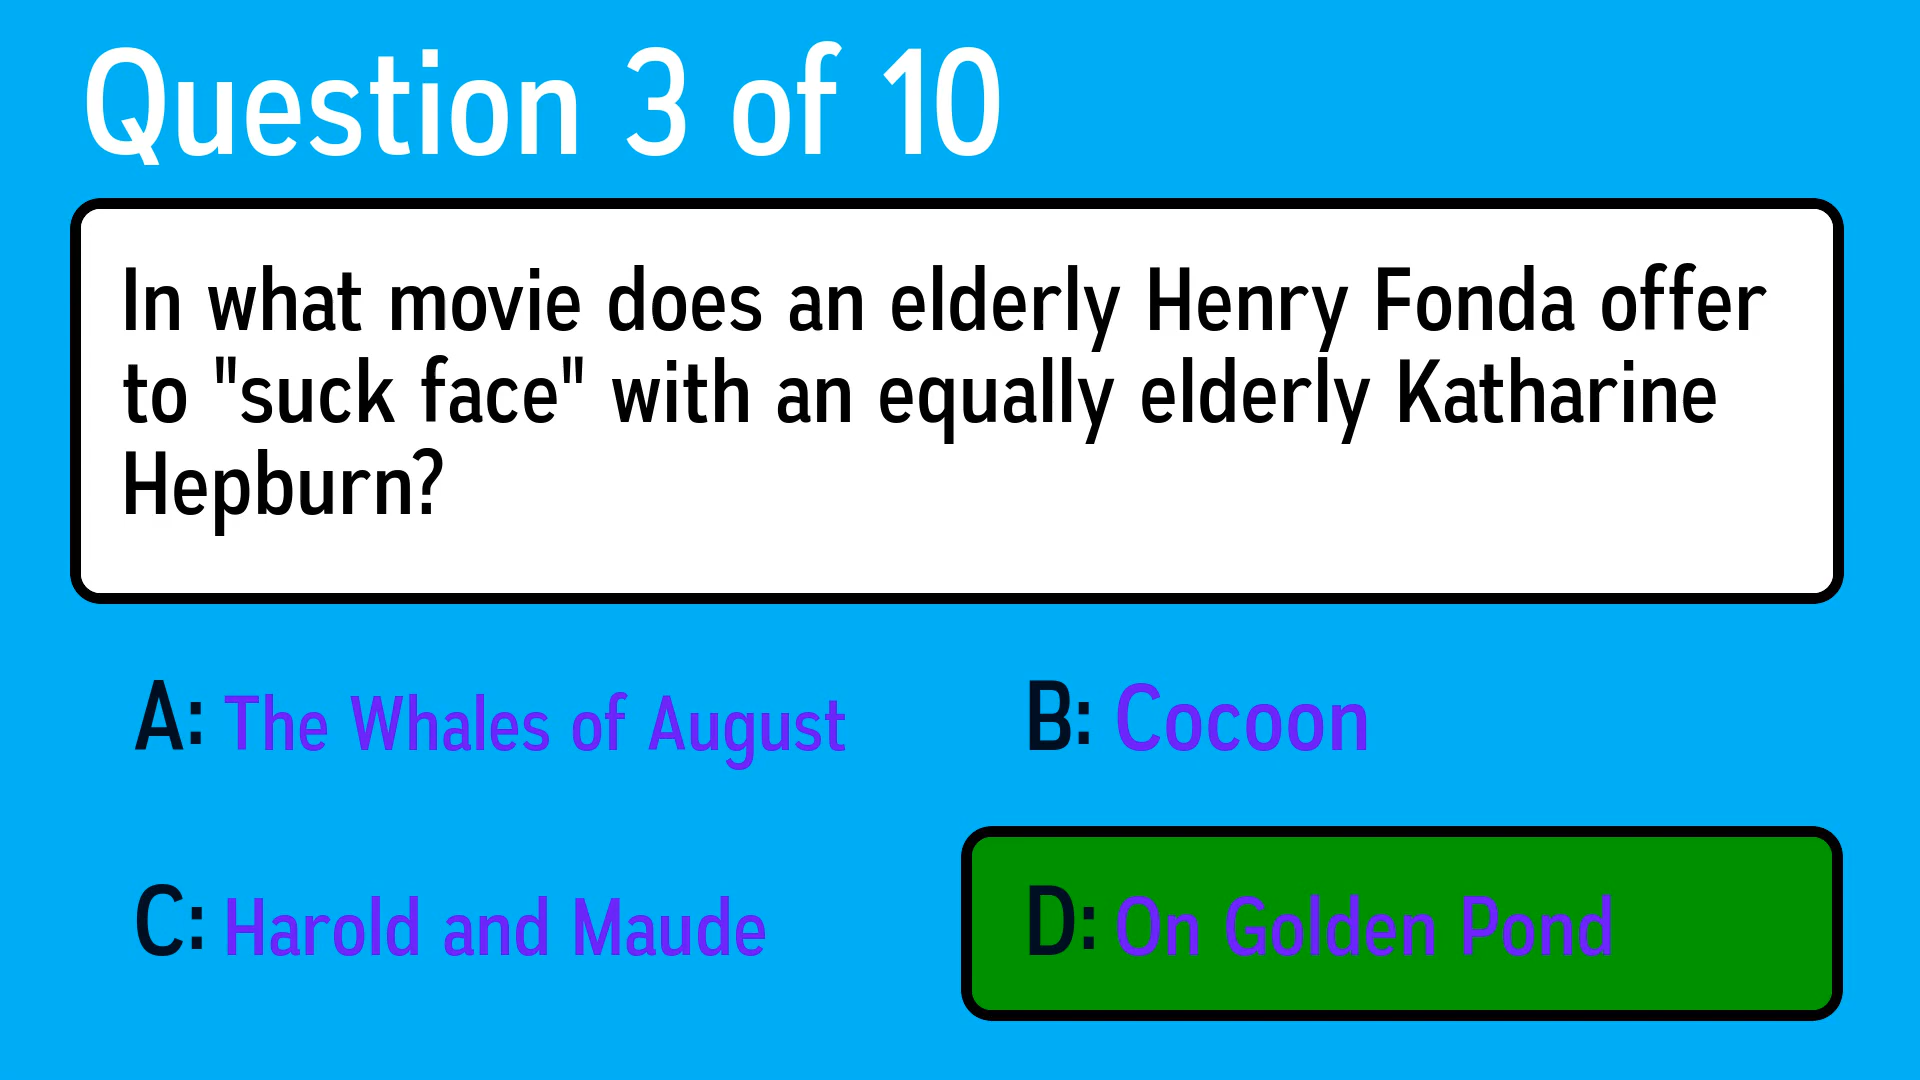 Question 3 of 10
In what movie does an elderly Henry Fonda offer
to "suck face" with an equally elderly Katharine
Hepburn?
A: The Whales of August
B: Cocoon
C: Harold and Maude
D: On Golden Pond